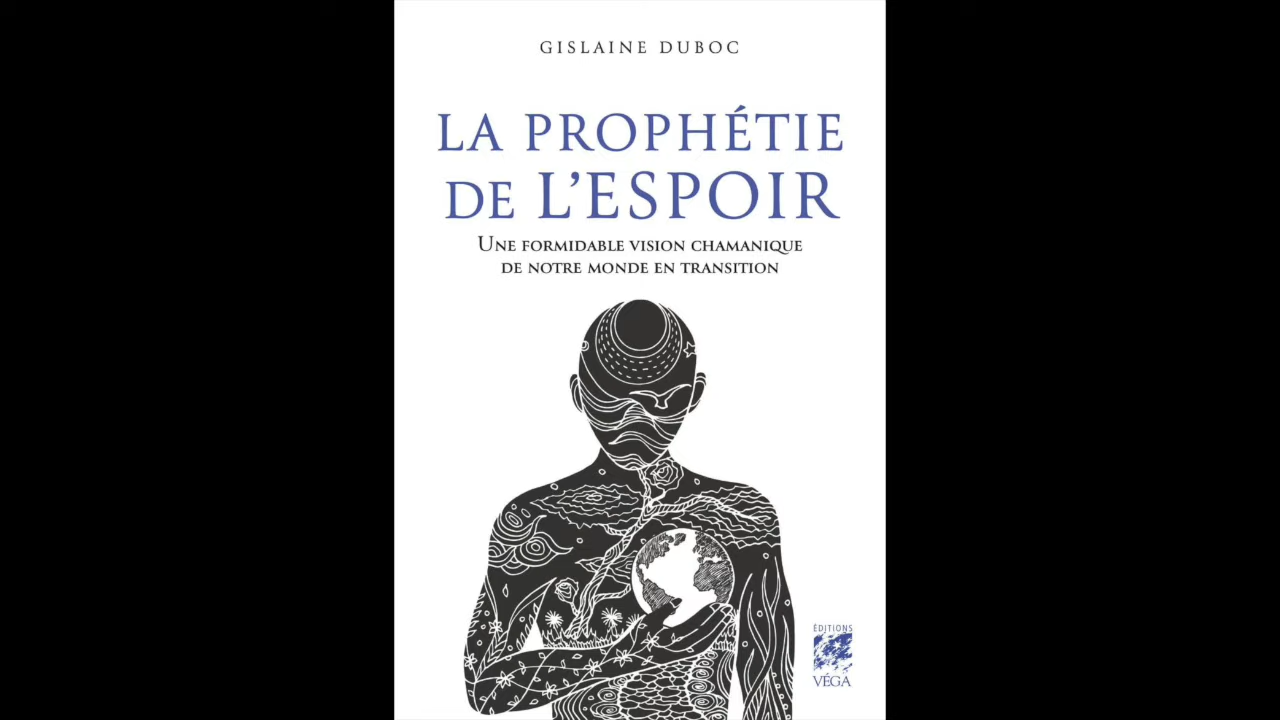 GISLAINE DUBOC
LA PROPHÉTIE
DE L'ESPOIR
UNE FORMIDABLE VISION CHAMANIQUE
DE NOTRE MONDE EN TRANSITION
ÉDITIONS
VÉGA